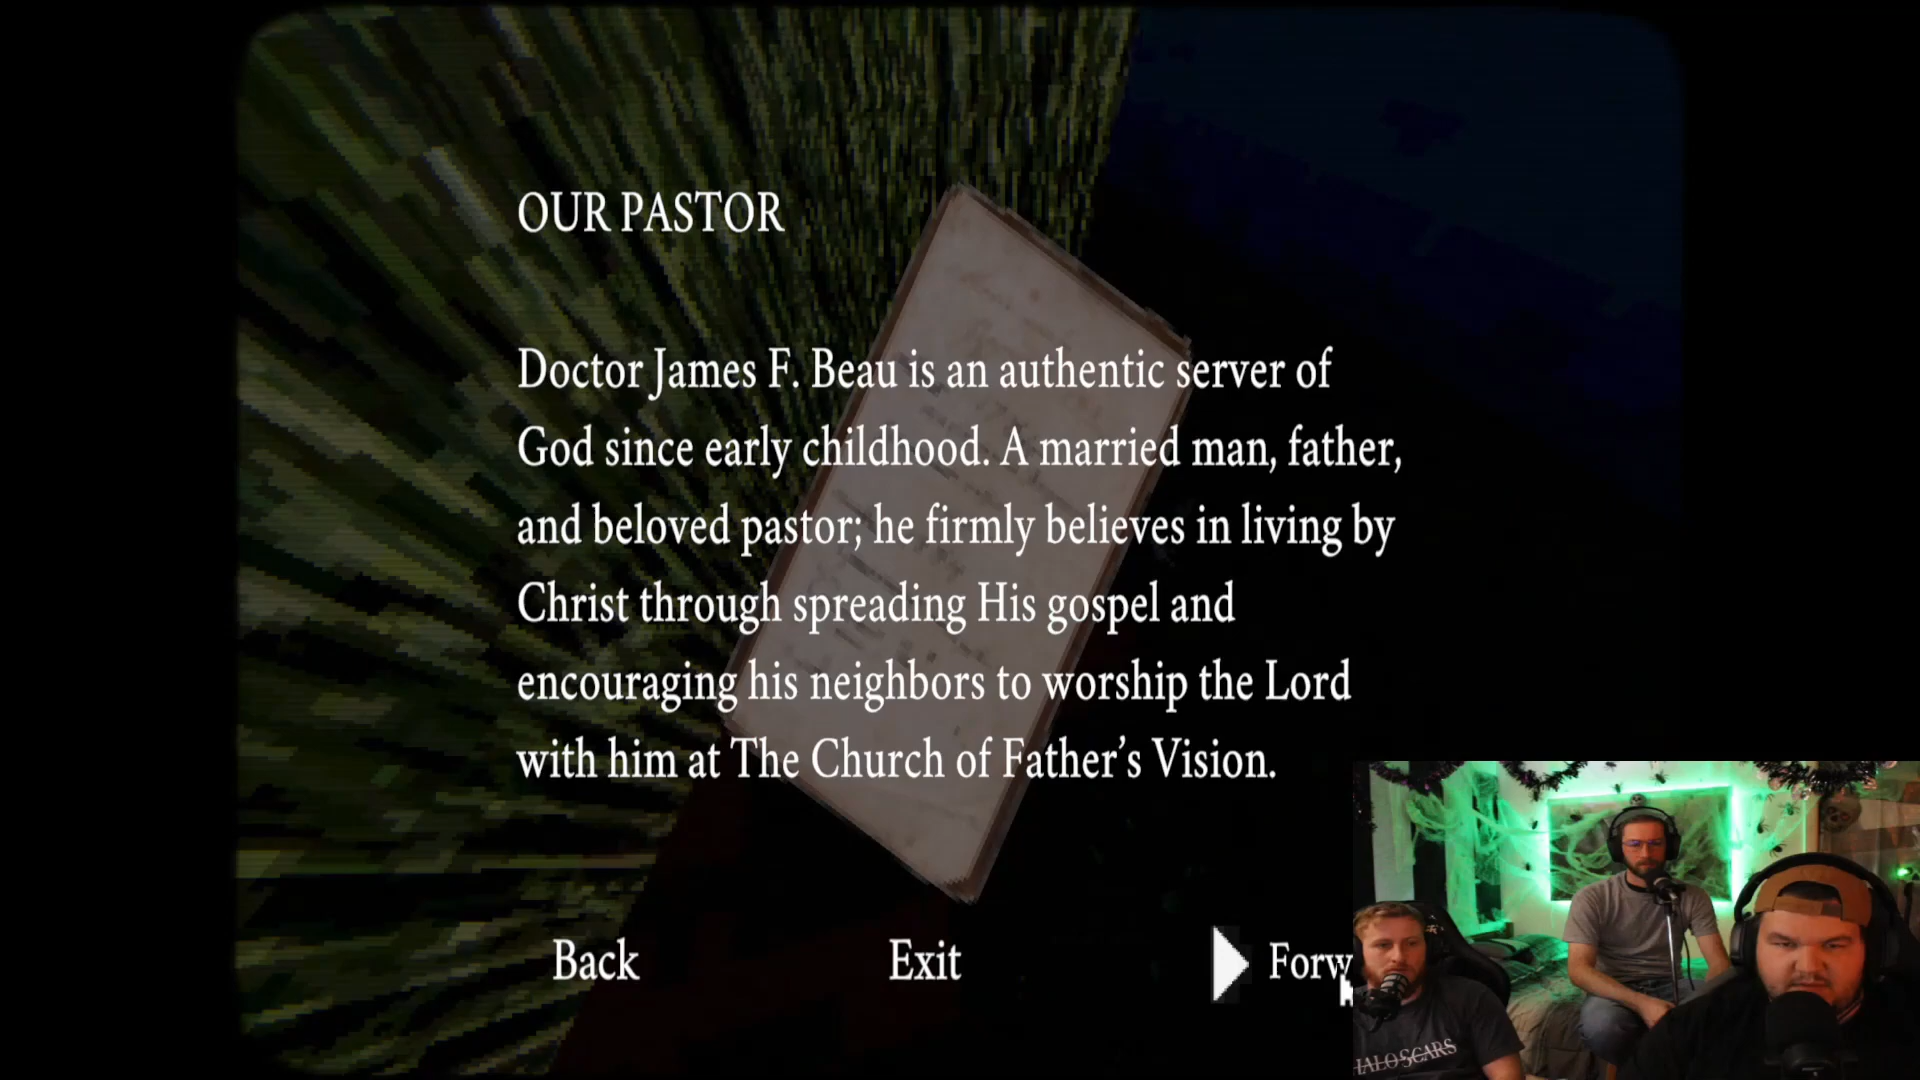 OUR PASTOR
Doctor James F. Beau is an authentic server of
God since early childhood. A married man, father,
and beloved pastor; he firmly believes in living by
Christ through spreading His gospel and
encouraging his neighbors to worship the Lord
with him at The Church of Father’s Vision.
Back
Exit
Forw
HALO SCARS